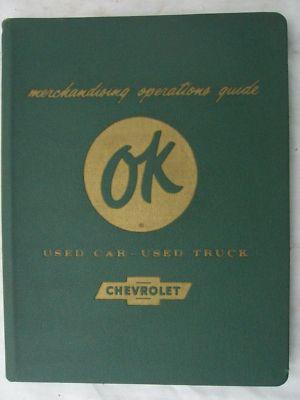 merchandising operations guide
OK
®
USED CAR - USED TRUCK
CHEVROLET